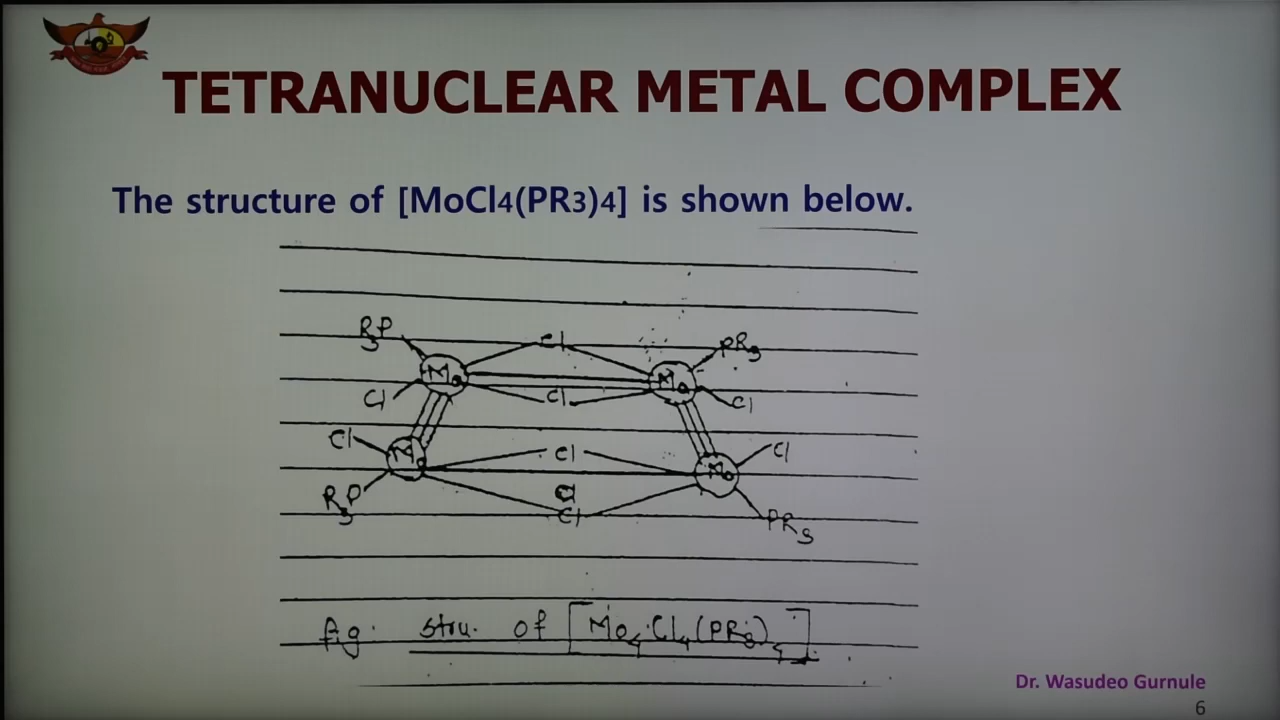 TETRANUCLEAR METAL COMPLEX
The structure of [MoCl4(PR3)4] is shown below.
R3P Cl PR3
Mo Mo
Cl Cl Cl
Cl Cl Cl
Mo Mo
Cl
R3P Cl PR3
fig: stru. of [Mo4Cl4(PR3)4]
Dr. Wasudeo Gurnule
6